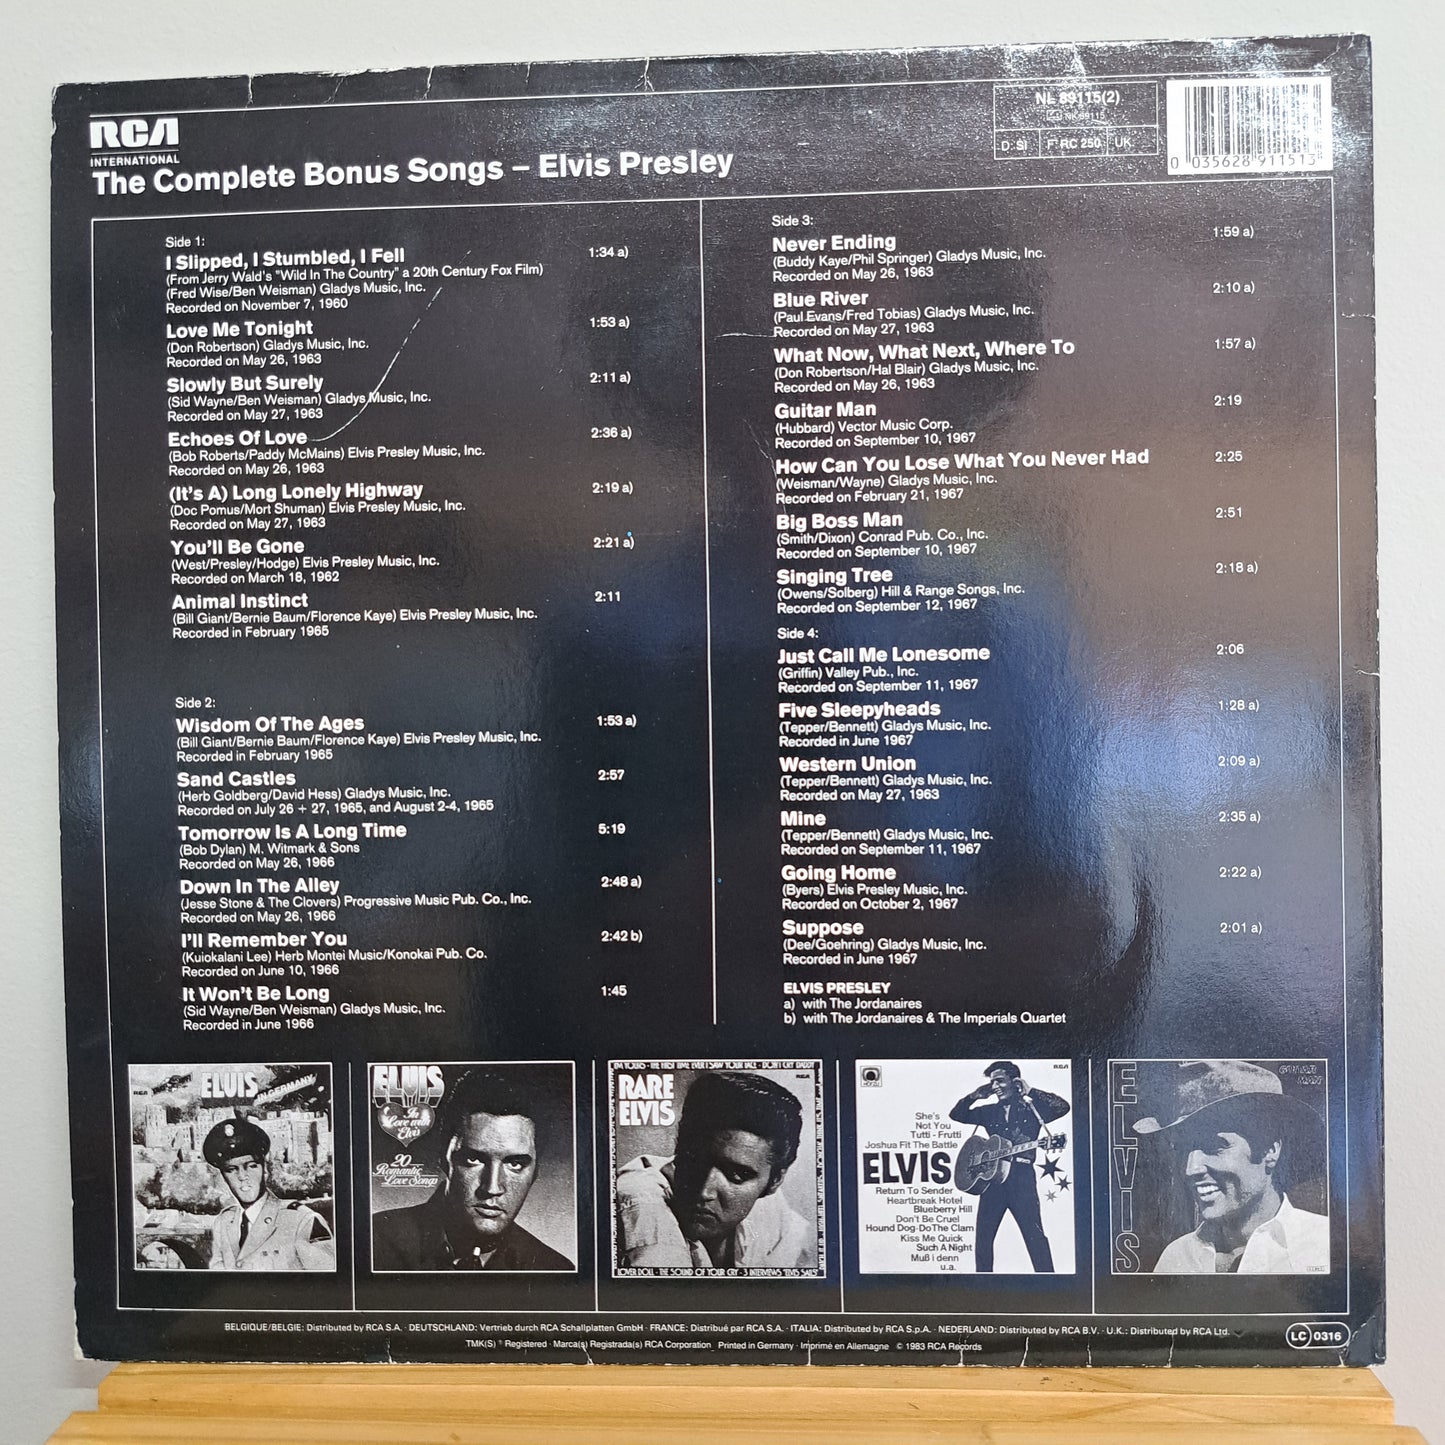 RCA
INTERNATIONAL
The Complete Bonus Songs – Elvis Presley
NL 89115(2)
NK 89115
D: SI
F: RC 250
UK:
0 035628 911513
Side 1:
I Slipped, I Stumbled, I Fell 1:34 a)
(From Jerry Wald's "Wild In The Country" a 20th Century Fox Film)
(Fred Wise/Ben Weisman) Gladys Music, Inc.
Recorded on November 7, 1960
Love Me Tonight 1:53 a)
(Don Robertson) Gladys Music, Inc.
Recorded on May 26, 1963
Slowly But Surely 2:11 a)
(Sid Wayne/Ben Weisman) Gladys Music, Inc.
Recorded on May 27, 1963
Echoes Of Love 2:36 a)
(Bob Roberts/Paddy McMains) Elvis Presley Music, Inc.
Recorded on May 26, 1963
(It's A) Long Lonely Highway 2:19 a)
(Doc Pomus/Mort Shuman) Elvis Presley Music, Inc.
Recorded on May 27, 1963
You'll Be Gone 2:21 a)
(West/Presley/Hodge) Elvis Presley Music, Inc.
Recorded on March 18, 1962
Animal Instinct 2:11
(Bill Giant/Bernie Baum/Florence Kaye) Elvis Presley Music, Inc.
Recorded in February 1965
Side 2:
Wisdom Of The Ages 1:53 a)
(Bill Giant/Bernie Baum/Florence Kaye) Elvis Presley Music, Inc.
Recorded in February 1965
Sand Castles 2:57
(Herb Goldberg/David Hess) Gladys Music, Inc.
Recorded on July 26 + 27, 1965, and August 2-4, 1965
Tomorrow Is A Long Time 5:19
(Bob Dylan) M. Witmark & Sons
Recorded on May 26, 1966
Down In The Alley 2:48 a)
(Jesse Stone & The Clovers) Progressive Music Pub. Co., Inc.
Recorded on May 26, 1966
I'll Remember You 2:42 b)
(Kuiokalani Lee) Herb Montei Music/Konokai Pub. Co.
Recorded on June 10, 1966
It Won't Be Long 1:45
(Sid Wayne/Ben Weisman) Gladys Music, Inc.
Recorded in June 1966
Side 3:
Never Ending 1:59 a)
(Buddy Kaye/Phil Springer) Gladys Music, Inc.
Recorded on May 26, 1963
Blue River 2:10 a)
(Paul Evans/Fred Tobias) Gladys Music, Inc.
Recorded on May 27, 1963
What Now, What Next, Where To 1:57 a)
(Don Robertson/Hal Blair) Gladys Music, Inc.
Recorded on May 26, 1963
Guitar Man 2:19
(Hubbard) Vector Music Corp.
Recorded on September 10, 1967
How Can You Lose What You Never Had 2:25
(Weisman/Wayne) Gladys Music, Inc.
Recorded on February 21, 1967
Big Boss Man 2:51
(Smith/Dixon) Conrad Pub. Co., Inc.
Recorded on September 10, 1967
Singing Tree 2:18 a)
(Owens/Solberg) Hill & Range Songs, Inc.
Recorded on September 12, 1967
Side 4:
Just Call Me Lonesome 2:06
(Griffin) Valley Pub., Inc.
Recorded on September 11, 1967
Five Sleepyheads 1:28 a)
(Tepper/Bennett) Gladys Music, Inc.
Recorded in June 1967
Western Union 2:09 a)
(Tepper/Bennett) Gladys Music, Inc.
Recorded on May 27, 1963
Mine 2:35 a)
(Tepper/Bennett) Gladys Music, Inc.
Recorded on September 11, 1967
Going Home 2:22 a)
(Byers) Elvis Presley Music, Inc.
Recorded on October 2, 1967
Suppose 2:01 a)
(Dee/Goehring) Gladys Music, Inc.
Recorded in June 1967
ELVIS PRESLEY
a) with The Jordanaires
b) with The Jordanaires & The Imperials Quartet
RCA
ELVIS
IN GERMANY
ELVIS
In
Love with
Elvis
20
Romantic
Love Songs
I'M YOURS - THE FIRST TIME EVER I SAW YOUR FACE - DON'T CRY DADDY
RARE
ELVIS
RCA
LOVER DOLL - THE SOUND OF YOUR CRY - 3 INTERVIEWS "ELVIS SAILS"
HÖRZU
RCA
She's
Not You
Tutti - Frutti
Joshua Fit The Battle
ELVIS
Return To Sender
Heartbreak Hotel
Blueberry Hill
Don't Be Cruel
Hound Dog-Do The Clam
Kiss Me Quick
Such A Night
Muß i denn
u.a.
ELVIS
GUITAR
MAN
RCA
BELGIQUE/BELGIE: Distributed by RCA S.A. · DEUTSCHLAND: Vertrieb durch RCA Schallplatten GmbH · FRANCE: Distribué par RCA S.A. · ITALIA: Distributed by RCA S.p.A. · NEDERLAND: Distributed by RCA B.V. · U.K.: Distributed by RCA Ltd.
TMK(S) ® Registered · Marca(s) Registrada(s) RCA Corporation Printed in Germany · Imprimé en Allemagne © 1983 RCA Records
LC 0316